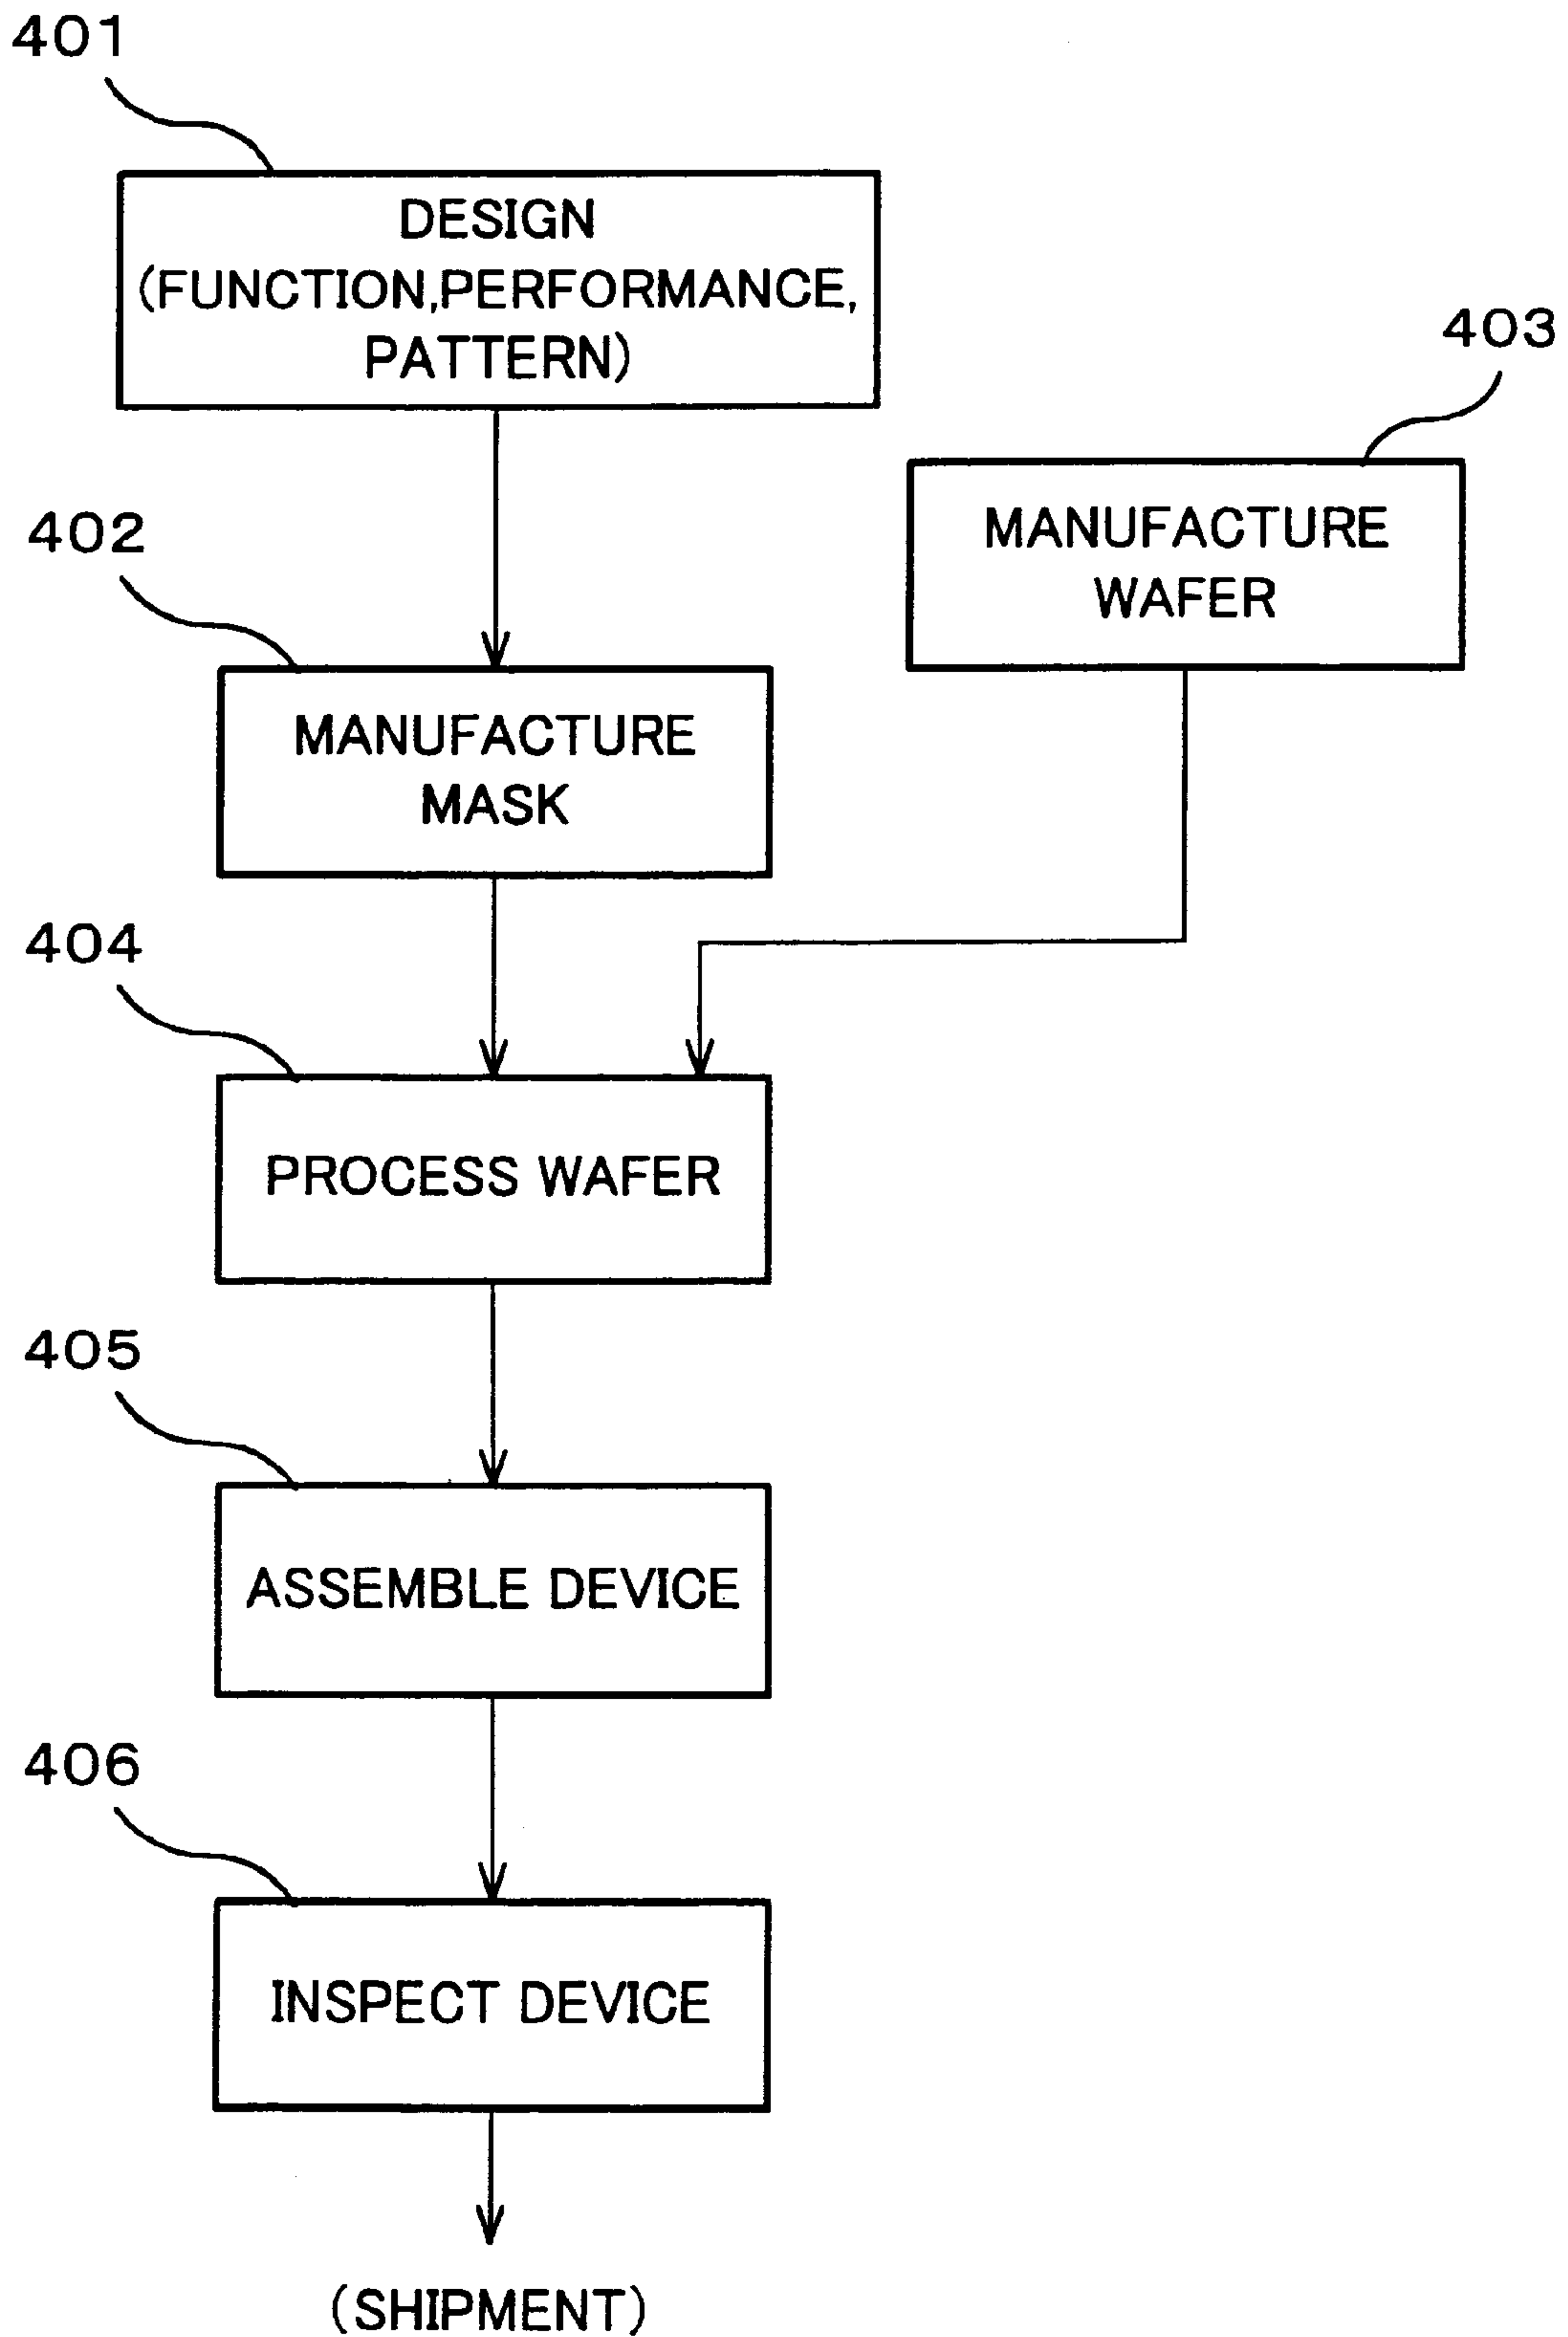 401
DESIGN
(FUNCTION,PERFORMANCE,
PATTERN)
403
MANUFACTURE
WAFER
402
MANUFACTURE
MASK
404
PROCESS WAFER
405
ASSEMBLE DEVICE
406
INSPECT DEVICE
(SHIPMENT)